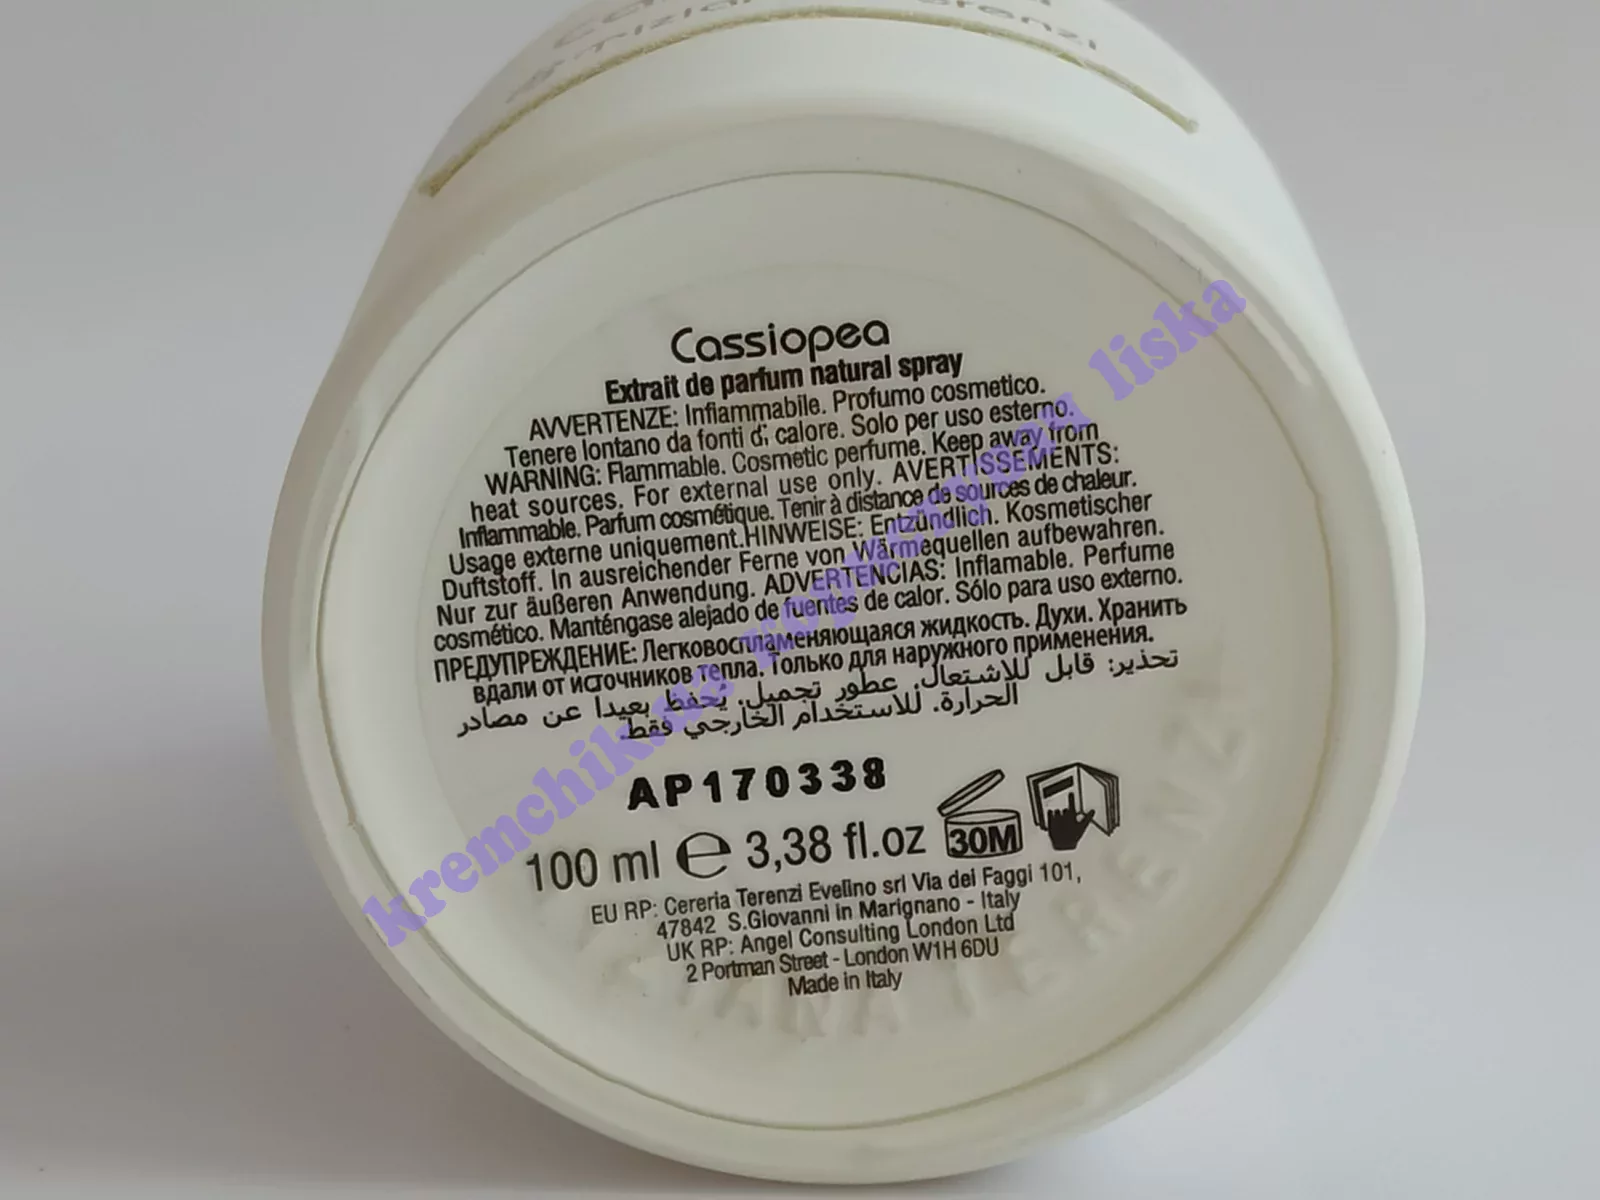 Cassiopea
Extrait de parfum natural spray
AVVERTENZE: Infiammabile. Profumo cosmetico.
Tenere lontano da fonti di calore. Solo per uso esterno.
WARNING: Flammable. Cosmetic perfume. Keep away from
heat sources. For external use only. AVERTISSEMENTS:
Inflammable. Parfum cosmétique. Tenir à distance de sources de chaleur.
Usage externe uniquement.HINWEISE: Entzündlich. Kosmetischer
Duftstoff. In ausreichender Ferne von Wärmequellen aufbewahren.
Nur zur äußeren Anwendung. ADVERTENCIAS: Inflamable. Perfume
cosmético. Manténgase alejado de fuentes de calor. Sólo para uso externo.
ПРЕДУПРЕЖДЕНИЕ: Легковоспламеняющаяся жидкость. Духи. Хранить
вдали от источников тепла. Только для наружного применения.
تحذير: قابل للاشتعال. عطور تجميل. يحفظ بعيدا عن مصادر
الحرارة. للاستخدام الخارجي فقط.
AP170338
100 ml e 3,38 fl.oz 30M
EU RP: Cereria Terenzi Evelino srl Via dei Faggi 101,
47842 S.Giovanni in Marignano - Italy
UK RP: Angel Consulting London Ltd
2 Portman Street - London W1H 6DU
Made in Italy
TERENZI
kremchik.ua liska